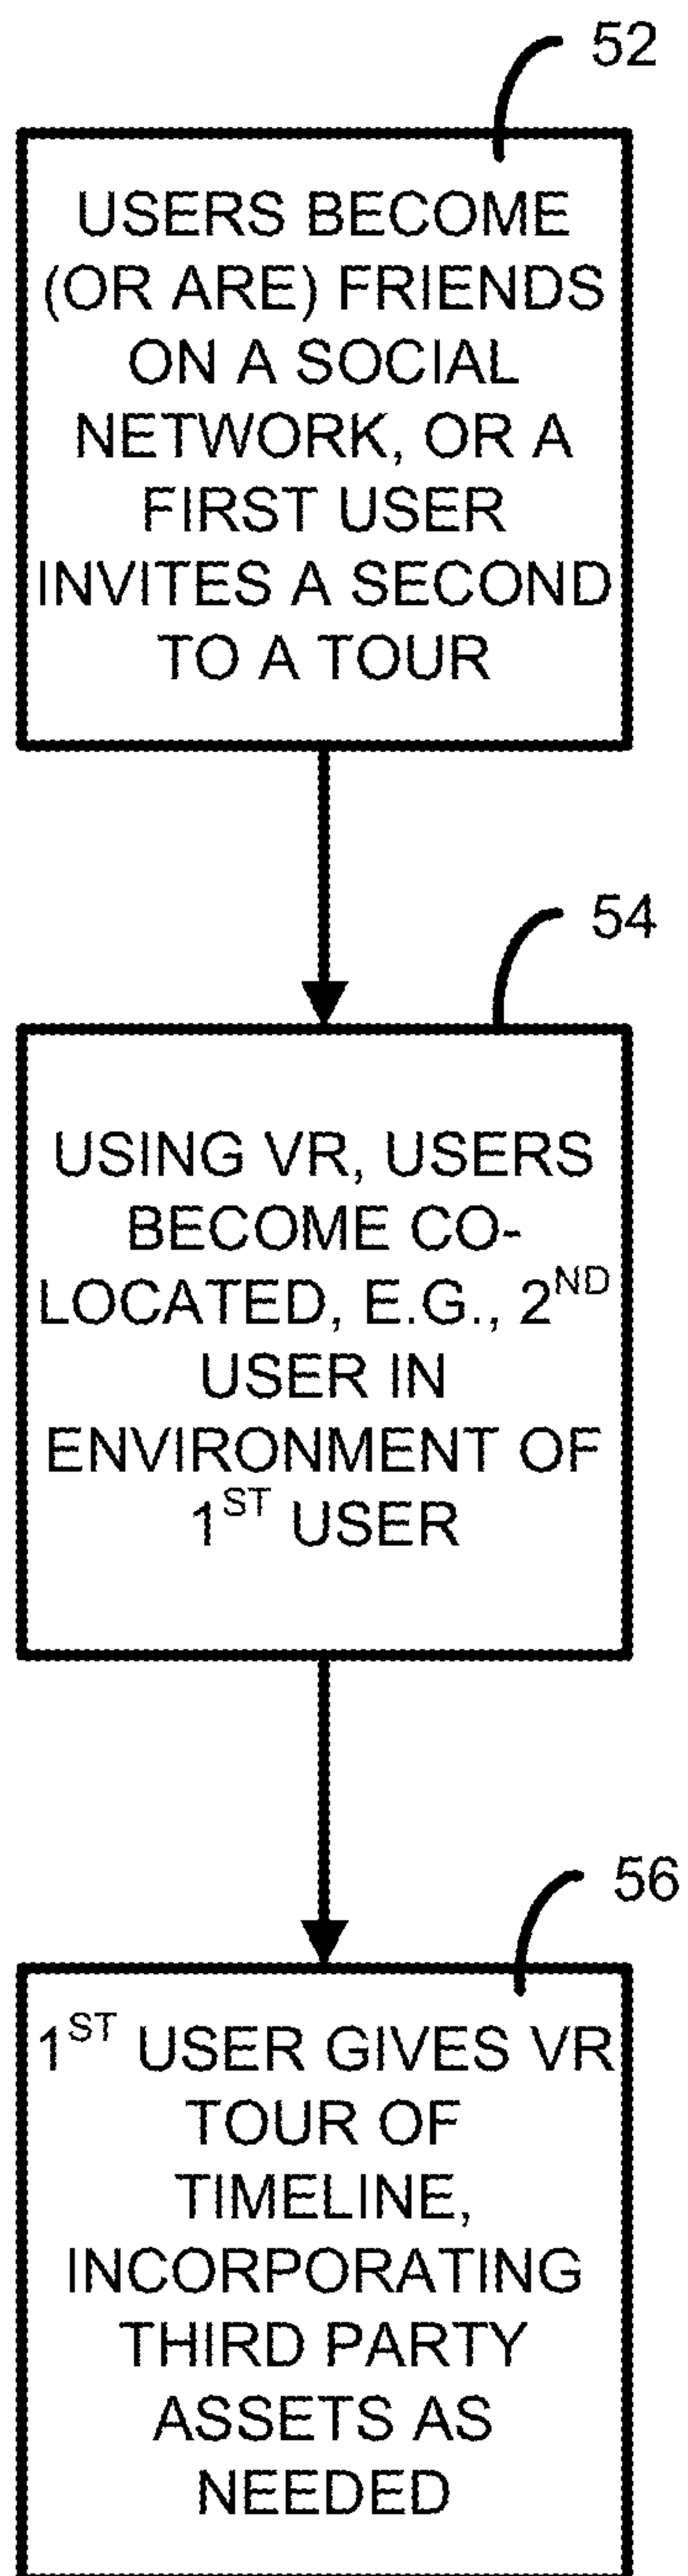 52
USERS BECOME
(OR ARE) FRIENDS
ON A SOCIAL
NETWORK, OR A
FIRST USER
INVITES A SECOND
TO A TOUR
54
USING VR, USERS
BECOME CO-
LOCATED, E.G., 2ND
USER IN
ENVIRONMENT OF
1ST USER
56
1ST USER GIVES VR
TOUR OF
TIMELINE,
INCORPORATING
THIRD PARTY
ASSETS AS
NEEDED